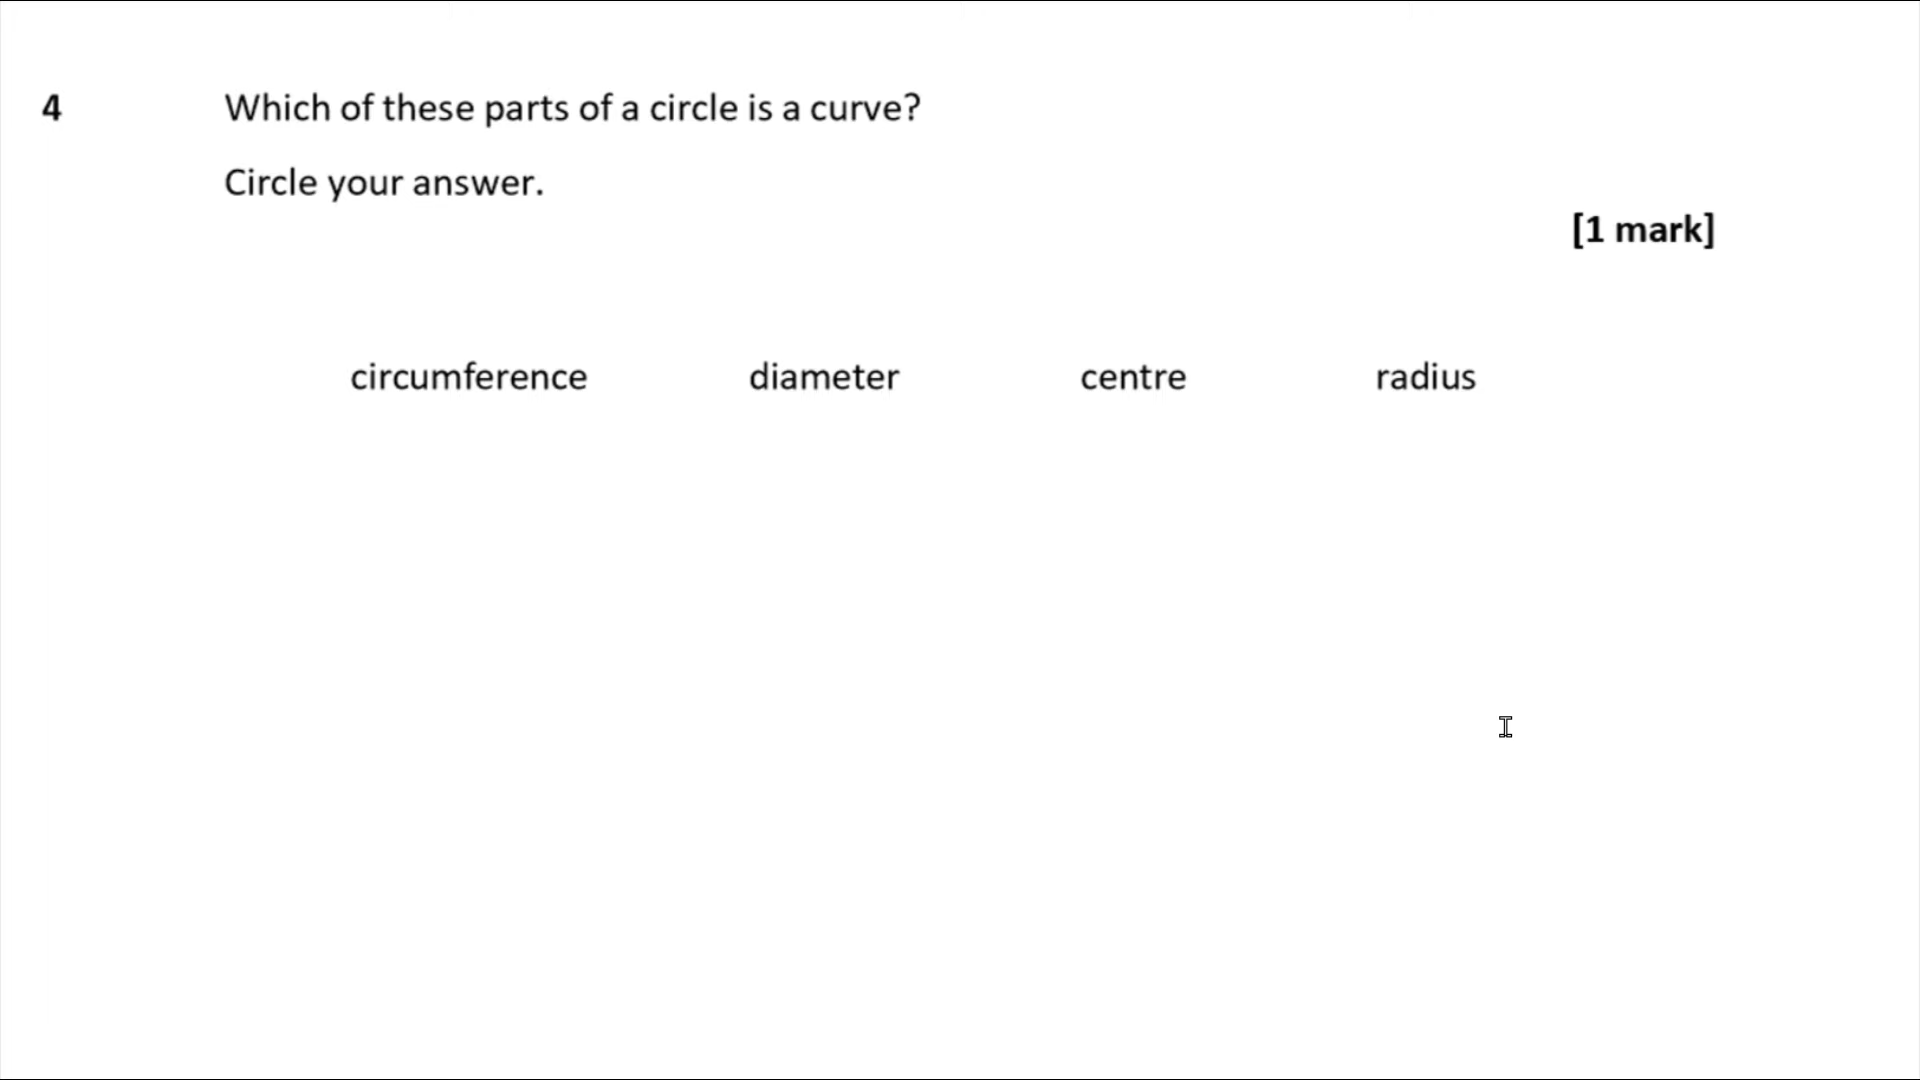 4 Which of these parts of a circle is a curve?
Circle your answer.
[1 mark]
circumference diameter centre radius